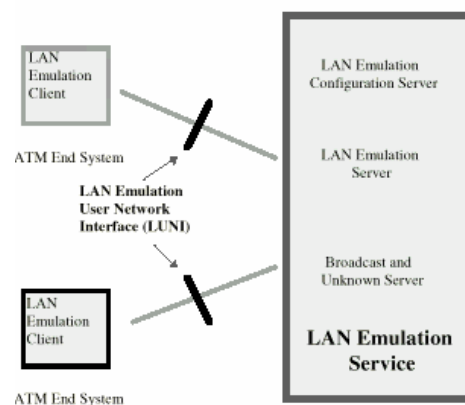 LAN
Emulation
Client
ATM End System
LAN Emulation
User Network
Interface (LUNI)
LAN
Emulation
Client
ATM End System
LAN Emulation
Configuration Server
LAN Emulation
Server
Broadcast and
Unknown Server
LAN Emulation
Service